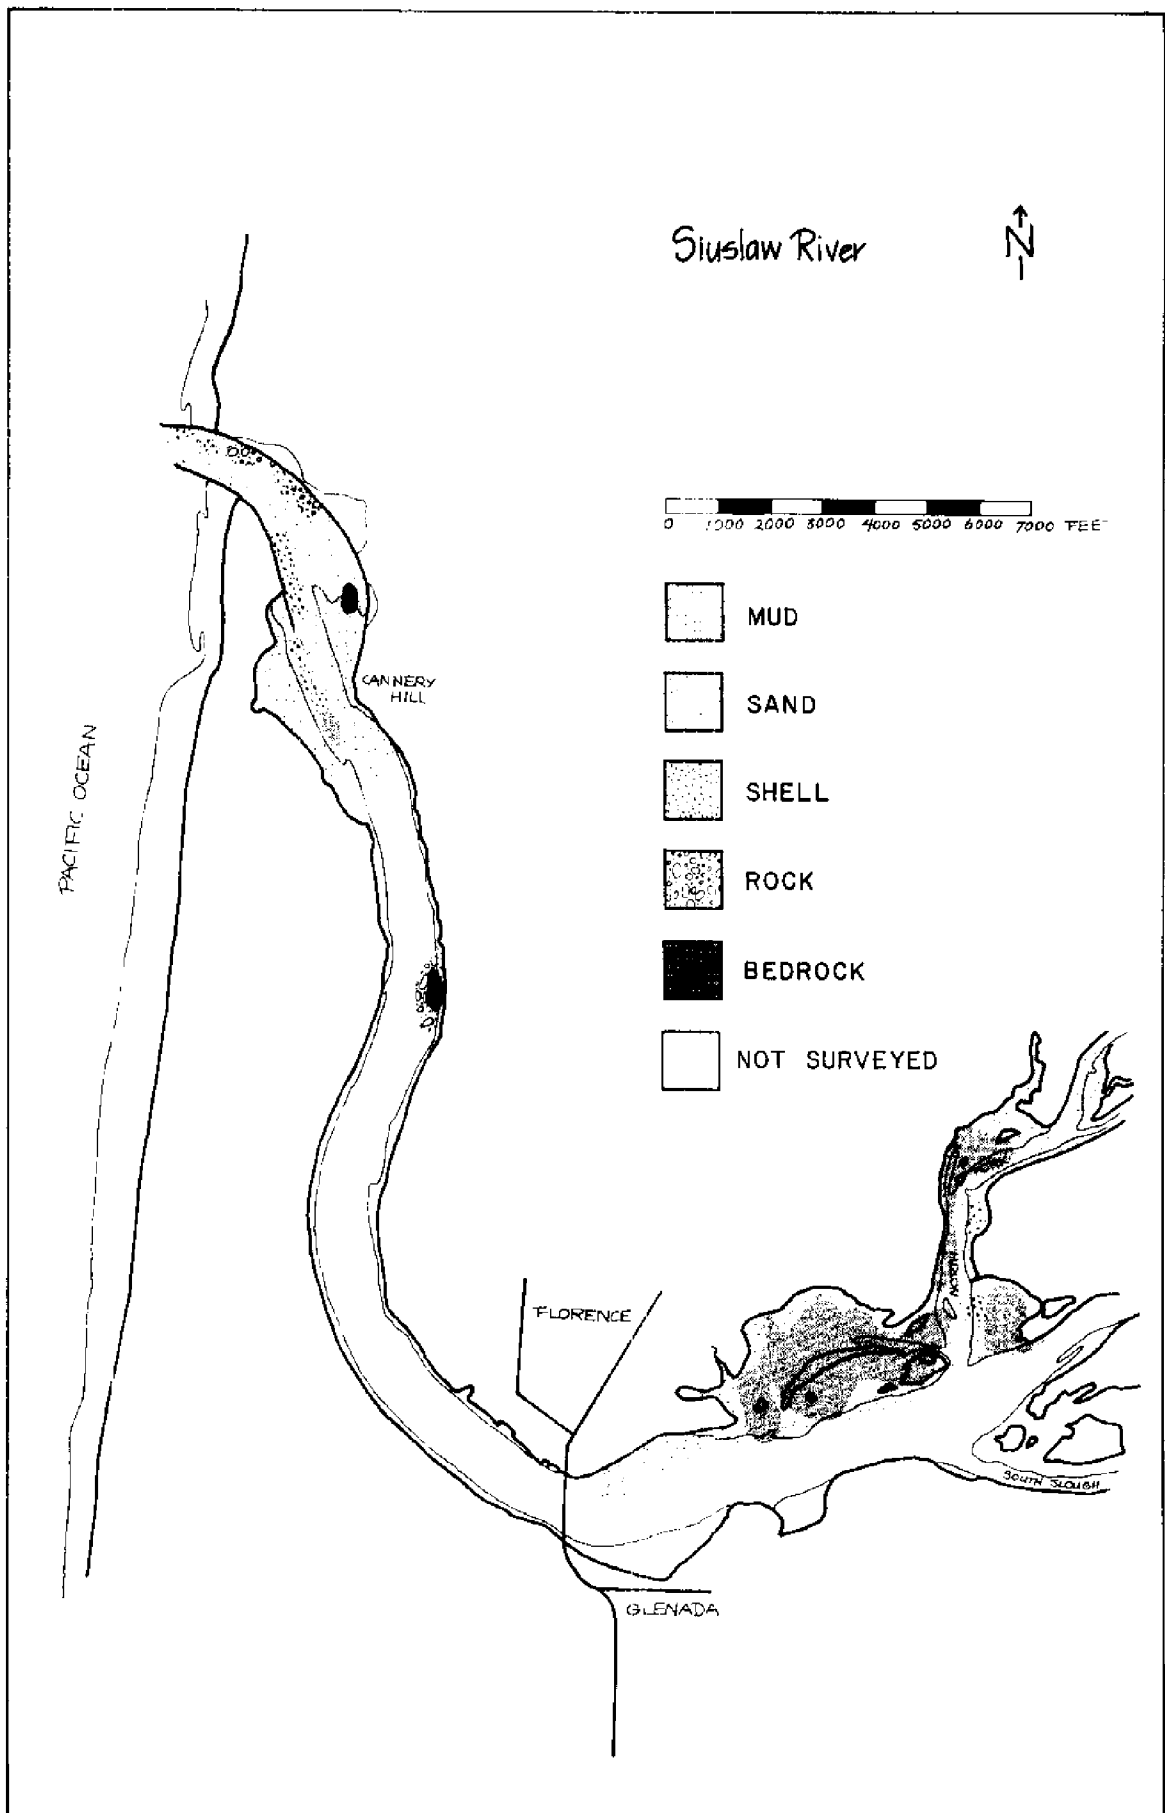 Siuslaw River
N
0 1000 2000 3000 4000 5000 6000 7000 FEET
MUD
SAND
SHELL
ROCK
BEDROCK
NOT SURVEYED
CANNERY
HILL
PACIFIC OCEAN
NORTH
FLORENCE
SOUTH SLOUGH
GLENADA